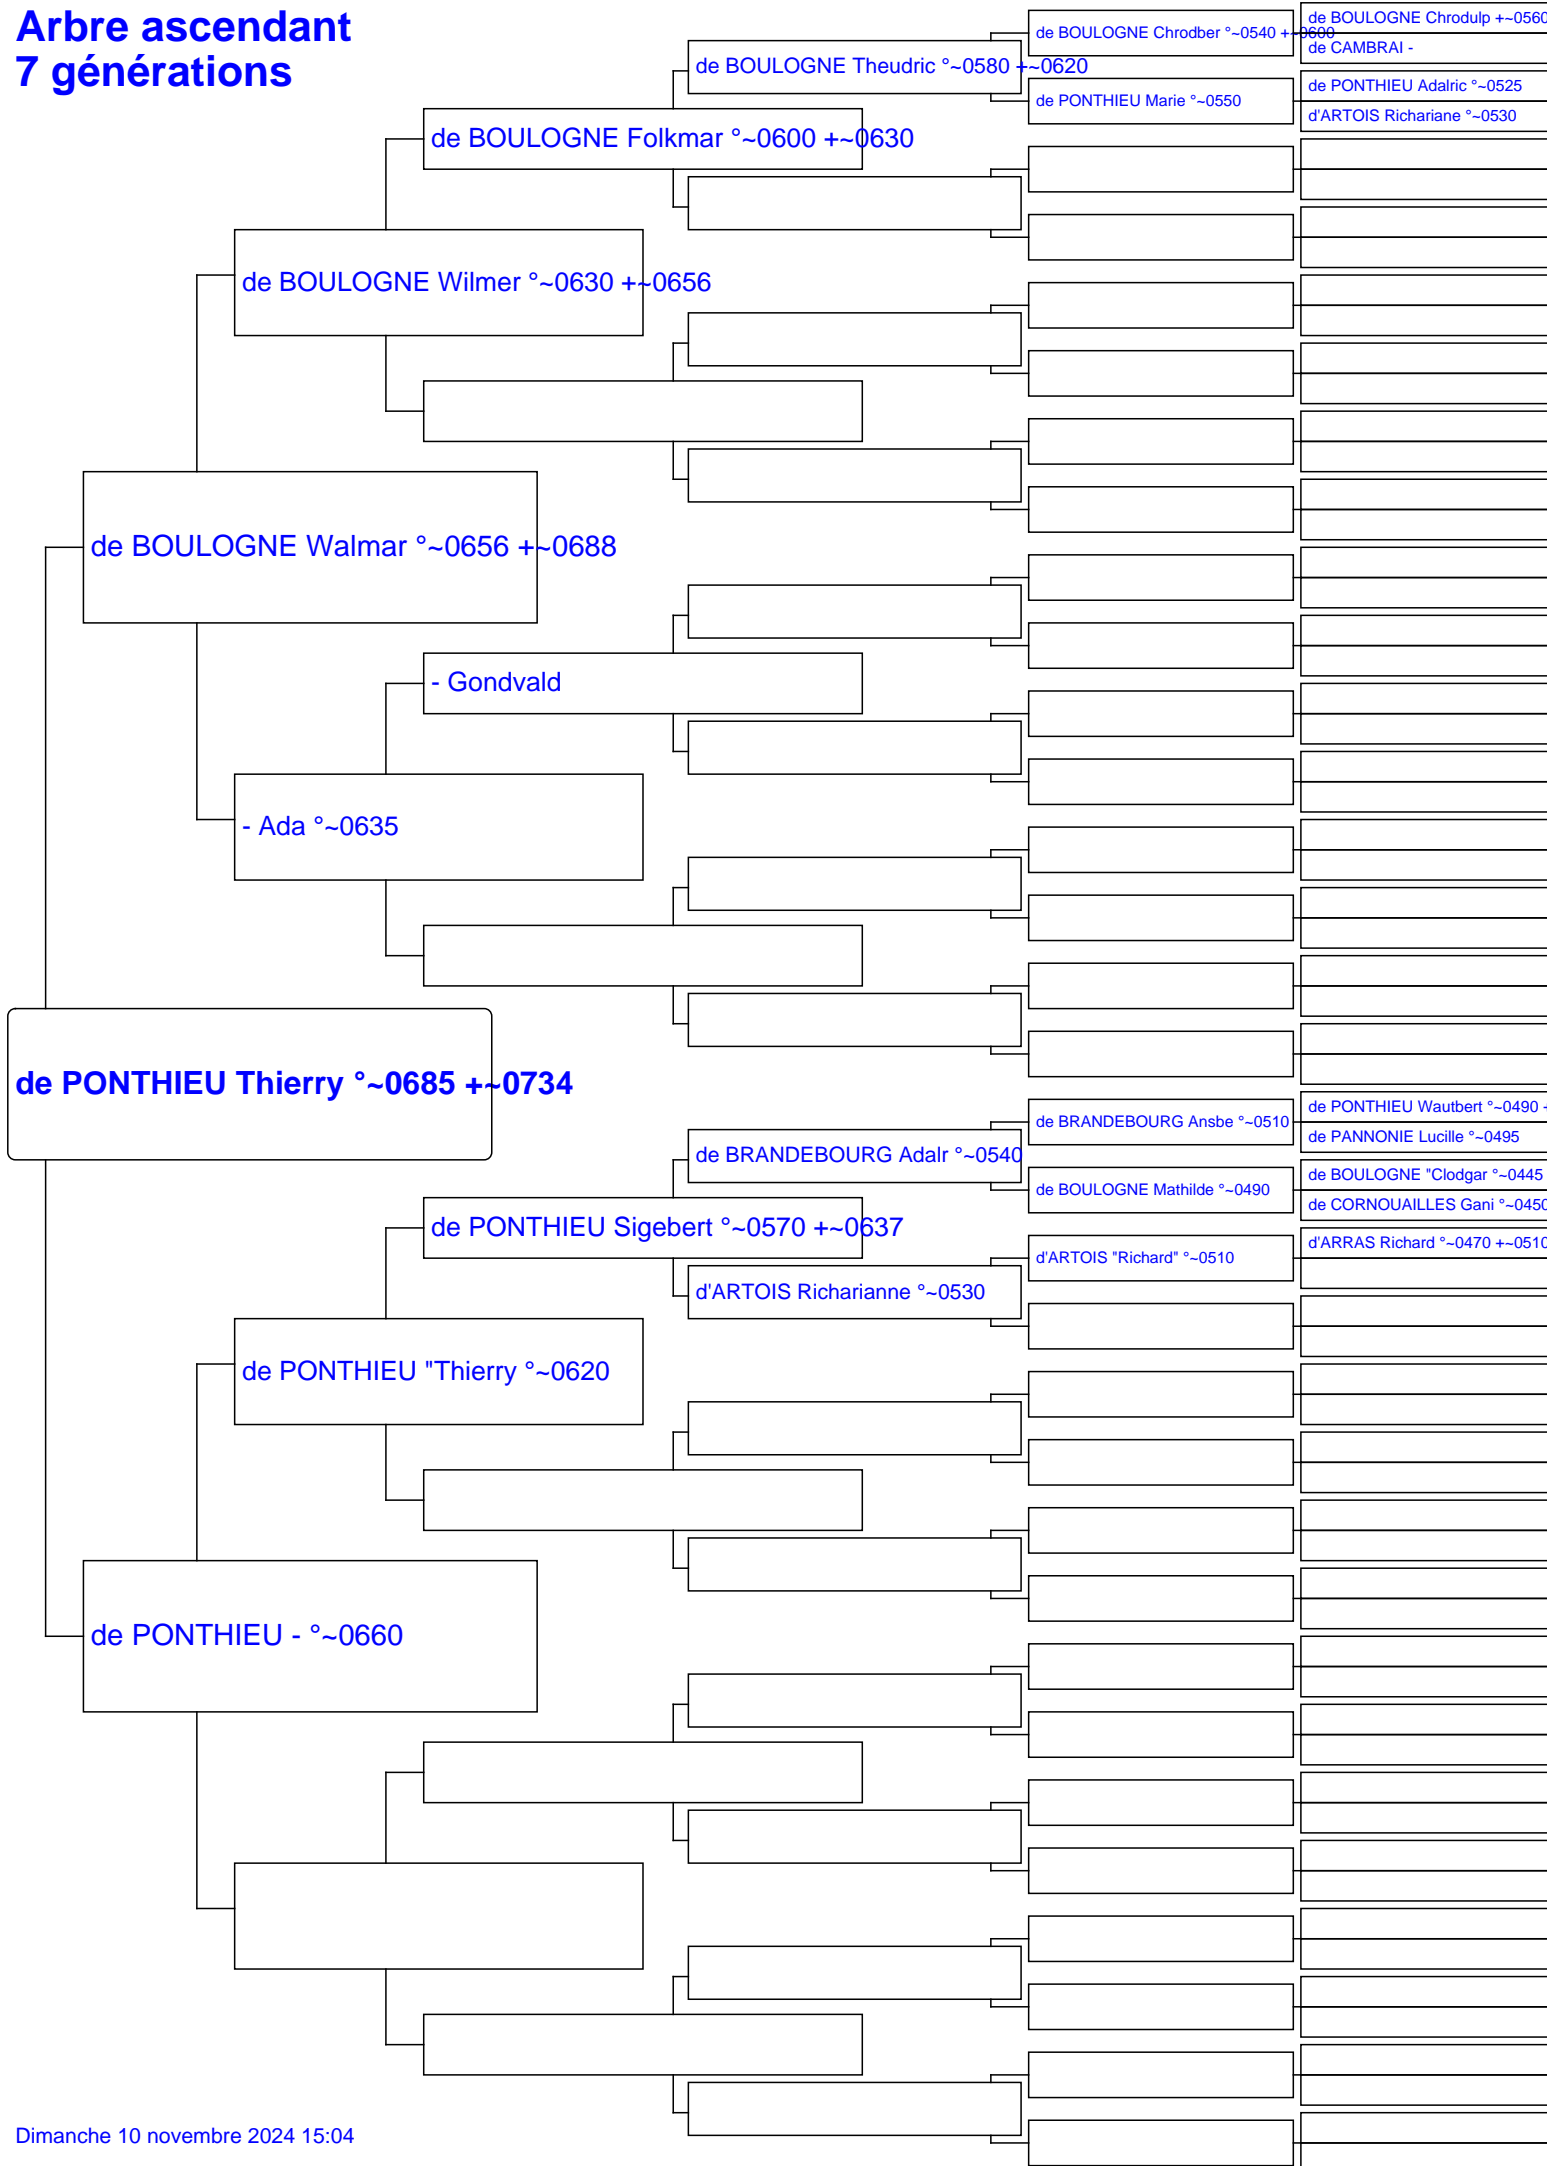 Arbre ascendant
7 générations
de BOULOGNE Chrodulp +~0560
de BOULOGNE Chrodber °~0540 +~0600
de CAMBRAI -
de BOULOGNE Theudric °~0580 +~0620
de PONTHIEU Adalric °~0525
de PONTHIEU Marie °~0550
d'ARTOIS Richariane °~0530
de BOULOGNE Folkmar °~0600 +~0630
de BOULOGNE Wilmer °~0630 +~0656
de BOULOGNE Walmar °~0656 +~0688
- Gondvald
- Ada °~0635
de PONTHIEU Thierry °~0685 +~0734
de PONTHIEU Wautbert °~0490 +
de BRANDEBOURG Ansbe °~0510
de PANNONIE Lucille °~0495
de BRANDEBOURG Adalr °~0540
de BOULOGNE "Clodgar °~0445
de BOULOGNE Mathilde °~0490
de CORNOUAILLES Gani °~0450
de PONTHIEU Sigebert °~0570 +~0637
d'ARRAS Richard °~0470 +~0510
d'ARTOIS "Richard" °~0510
d'ARTOIS Richarianne °~0530
de PONTHIEU "Thierry °~0620
de PONTHIEU - °~0660
Dimanche 10 novembre 2024 15:04